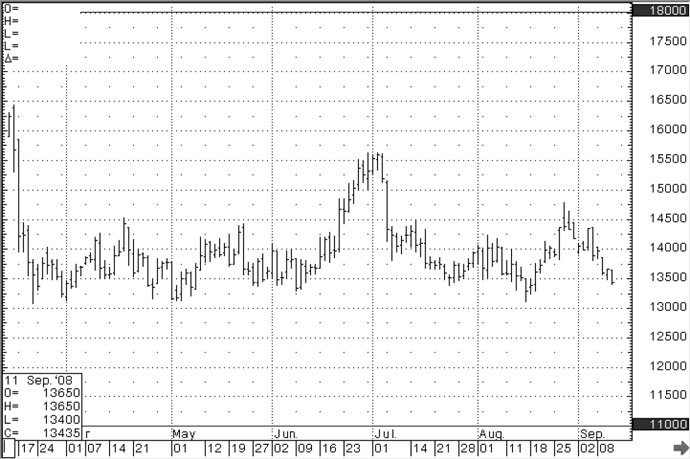 O=
H=
L=
L=
Δ=
18000
17500
17000
16500
16000
15500
15000
14500
14000
13500
13000
12500
12000
11500
11000
11 Sep. '08
O= 13650
H= 13650
L= 13400
C= 13435
r May Jun. Jul. Aug. Sep.
17 24 01 07 14 21 01 12 19 27 02 09 16 23 01 14 21 28 01 11 18 25 02 08